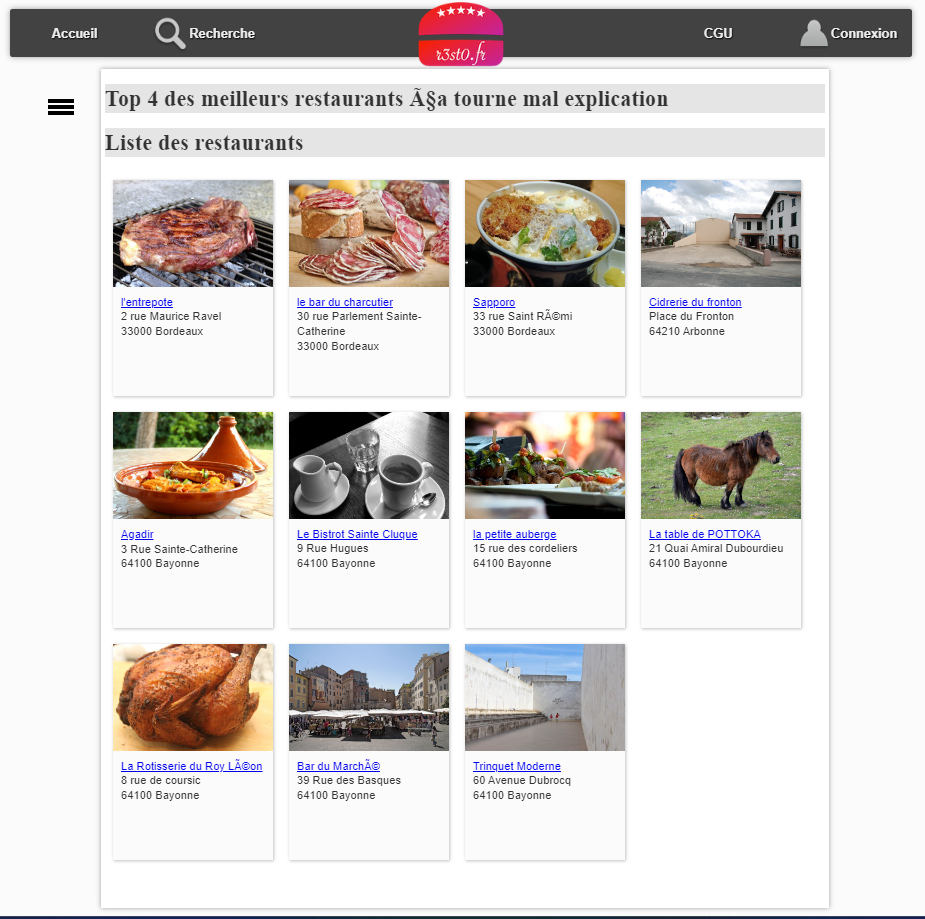 Accueil
Recherche
r3st0.fr
CGU
Connexion
Top 4 des meilleurs restaurants Ã§a tourne mal explication
Liste des restaurants
l'entrepote
2 rue Maurice Ravel
33000 Bordeaux
le bar du charcutier
30 rue Parlement Sainte-
Catherine
33000 Bordeaux
Sapporo
33 rue Saint RÃ©mi
33000 Bordeaux
Cidrerie du fronton
Place du Fronton
64210 Arbonne
Agadir
3 Rue Sainte-Catherine
64100 Bayonne
Le Bistrot Sainte Cluque
9 Rue Hugues
64100 Bayonne
la petite auberge
15 rue des cordeliers
64100 Bayonne
La table de POTTOKA
21 Quai Amiral Dubourdieu
64100 Bayonne
La Rotisserie du Roy LÃ©on
8 rue de coursic
64100 Bayonne
Bar du MarchÃ©
39 Rue des Basques
64100 Bayonne
Trinquet Moderne
60 Avenue Dubrocq
64100 Bayonne